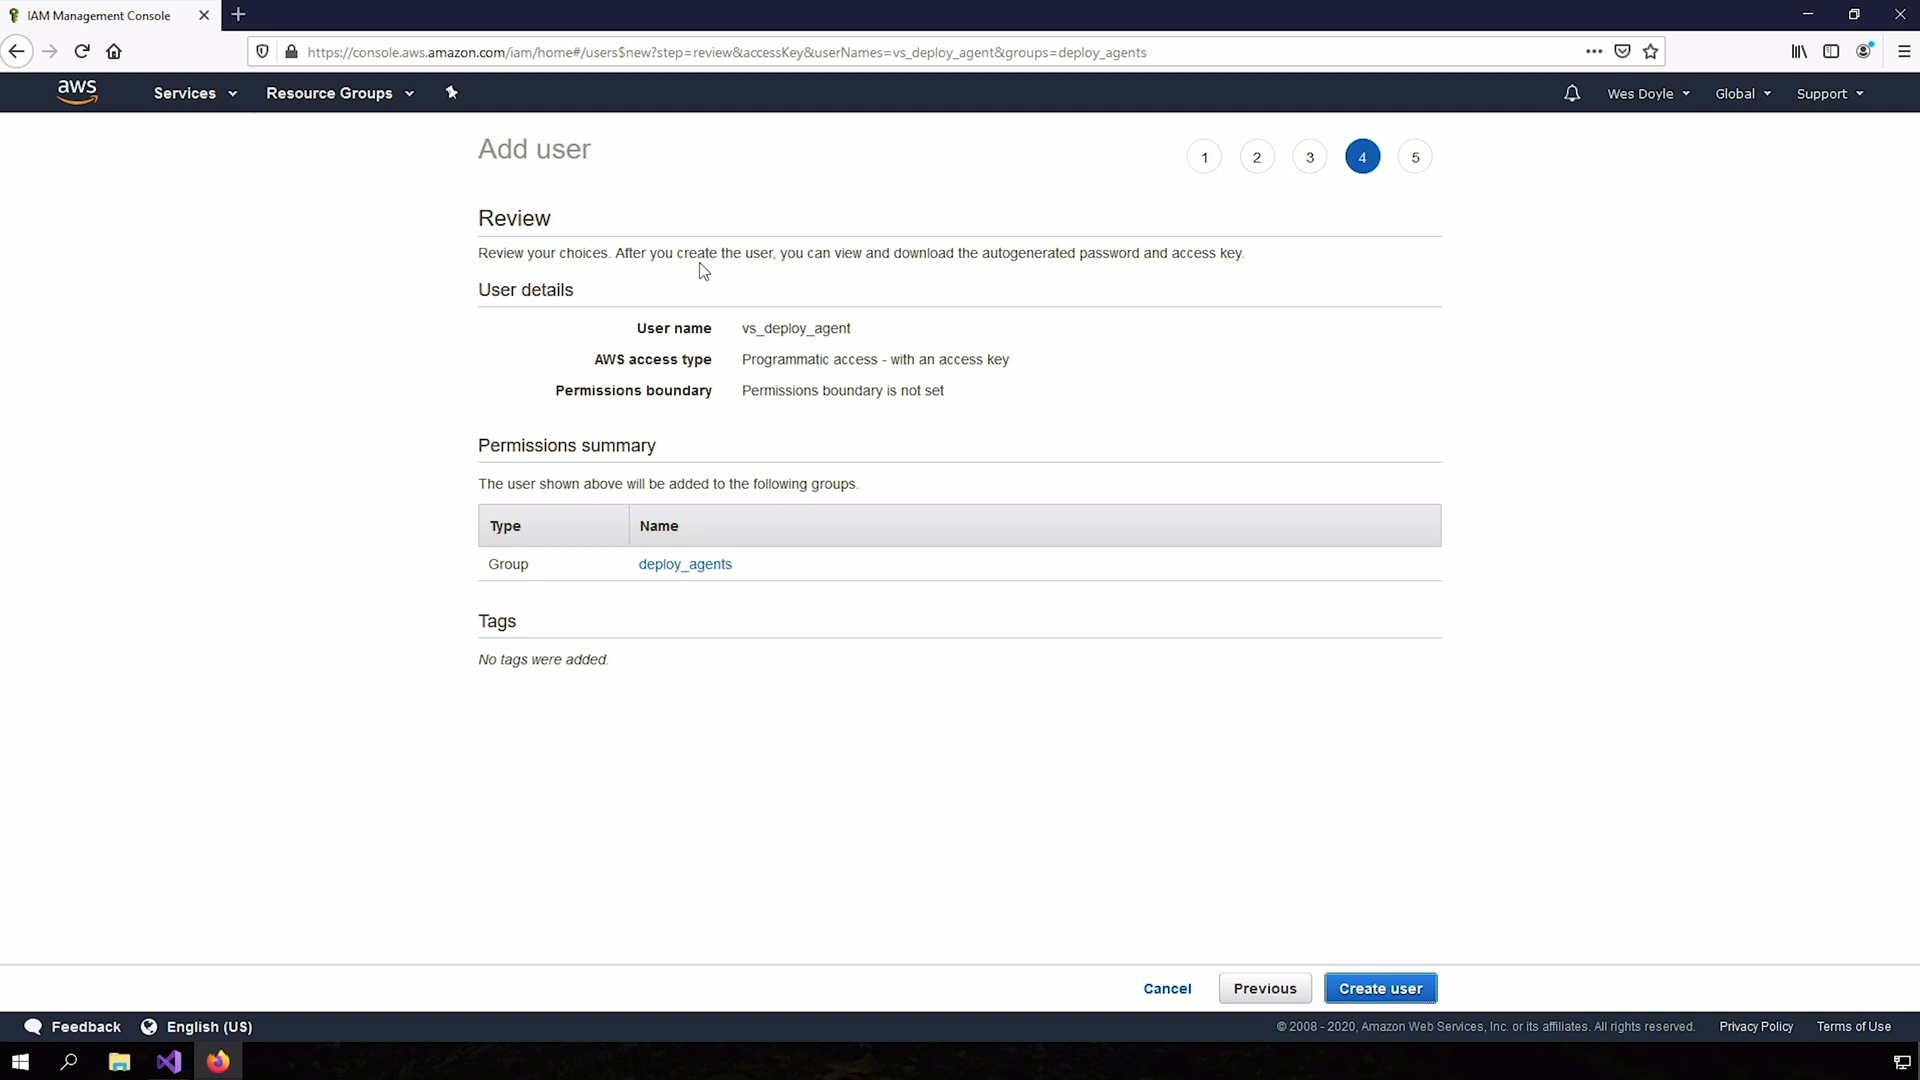 IAM Management Console
https://console.aws.amazon.com/iam/home#/users$new?step=review&accessKey&userNames=vs_deploy_agent&groups=deploy_agents
aws
Services
Resource Groups
Wes Doyle
Global
Support
Add user
1
2
3
4
5
Review
Review your choices. After you create the user, you can view and download the autogenerated password and access key.
User details
User name vs_deploy_agent
AWS access type Programmatic access - with an access key
Permissions boundary Permissions boundary is not set
Permissions summary
The user shown above will be added to the following groups.
Type Name
Group deploy_agents
Tags
No tags were added.
Cancel
Previous
Create user
Feedback
English (US)
© 2008 - 2020, Amazon Web Services, Inc. or its affiliates. All rights reserved.
Privacy Policy
Terms of Use